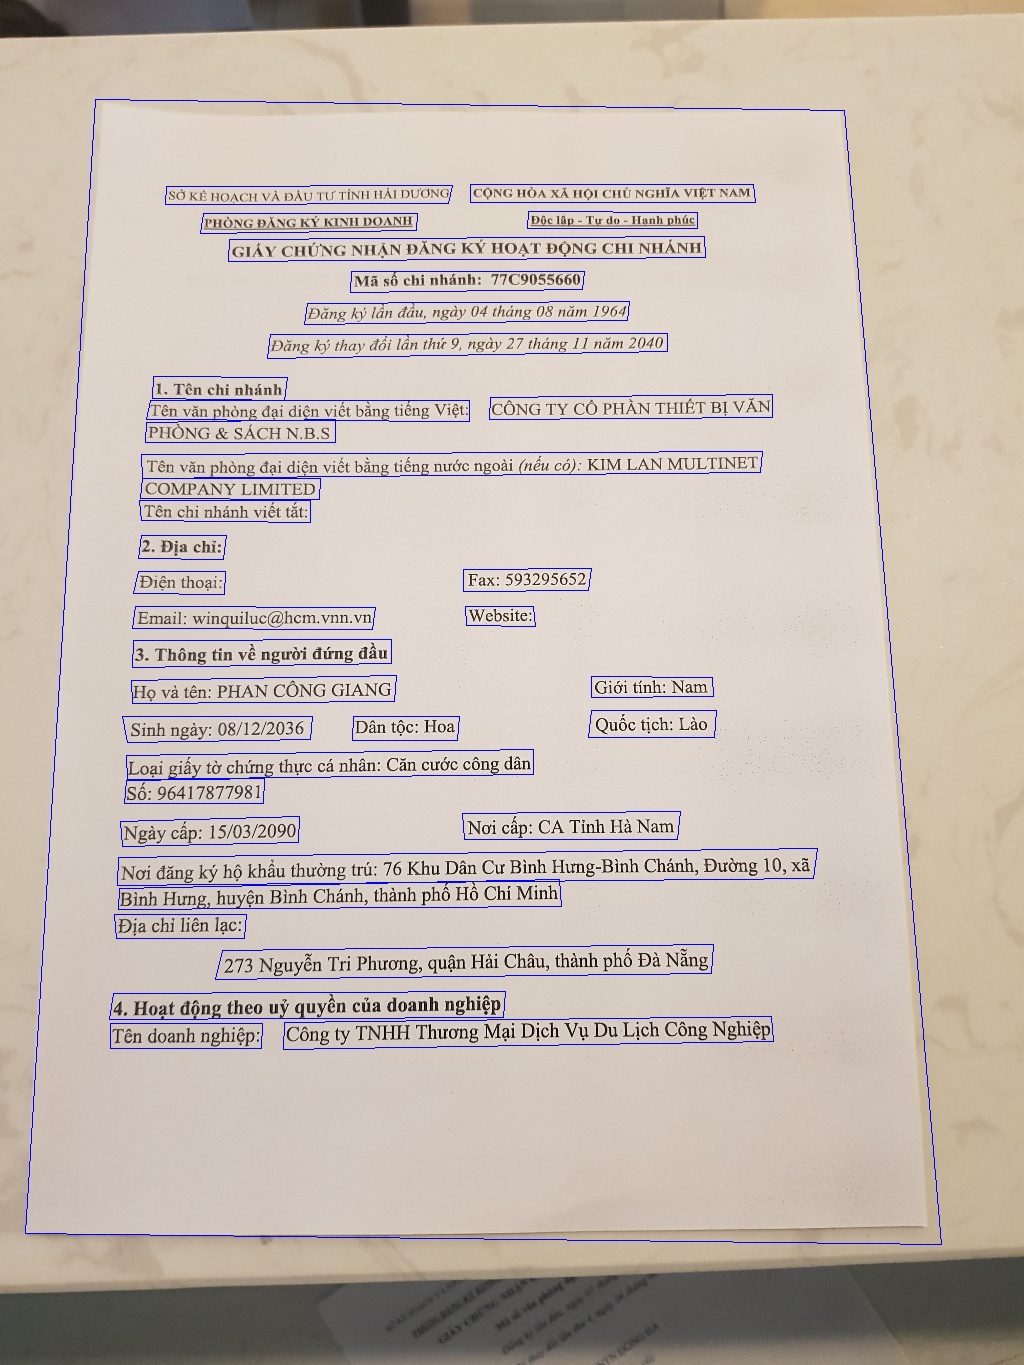 SỞ KẾ HOẠCH VÀ ĐẦU TƯ TỈNH HẢI DƯƠNG CỘNG HÒA XÃ HỘI CHỦ NGHĨA VIỆT NAM
PHÒNG ĐĂNG KÝ KINH DOANH Độc lập - Tự do - Hạnh phúc
GIẤY CHỨNG NHẬN ĐĂNG KÝ HOẠT ĐỘNG CHI NHÁNH
Mã số chi nhánh: 77C9055660
Đăng ký lần đầu, ngày 04 tháng 08 năm 1964
Đăng ký thay đổi lần thứ 9, ngày 27 tháng 11 năm 2040
1. Tên chi nhánh
Tên văn phòng đại diện viết bằng tiếng Việt: CÔNG TY CỔ PHẦN THIẾT BỊ VĂN
PHÒNG & SÁCH N.B.S
Tên văn phòng đại diện viết bằng tiếng nước ngoài (nếu có): KIM LAN MULTINET
COMPANY LIMITED
Tên chi nhánh viết tắt:
2. Địa chỉ:
Điện thoại: Fax: 593295652
Email: winquiluc@hcm.vnn.vn Website:
3. Thông tin về người đứng đầu
Họ và tên: PHAN CÔNG GIANG Giới tính: Nam
Sinh ngày: 08/12/2036 Dân tộc: Hoa Quốc tịch: Lào
Loại giấy tờ chứng thực cá nhân: Căn cước công dân
Số: 96417877981
Ngày cấp: 15/03/2090 Nơi cấp: CA Tỉnh Hà Nam
Nơi đăng ký hộ khẩu thường trú: 76 Khu Dân Cư Bình Hưng-Bình Chánh, Đường 10, xã
Bình Hưng, huyện Bình Chánh, thành phố Hồ Chí Minh
Địa chỉ liên lạc:
273 Nguyễn Tri Phương, quận Hải Châu, thành phố Đà Nẵng
4. Hoạt động theo uỷ quyền của doanh nghiệp
Tên doanh nghiệp: Công ty TNHH Thương Mại Dịch Vụ Du Lịch Công Nghiệp